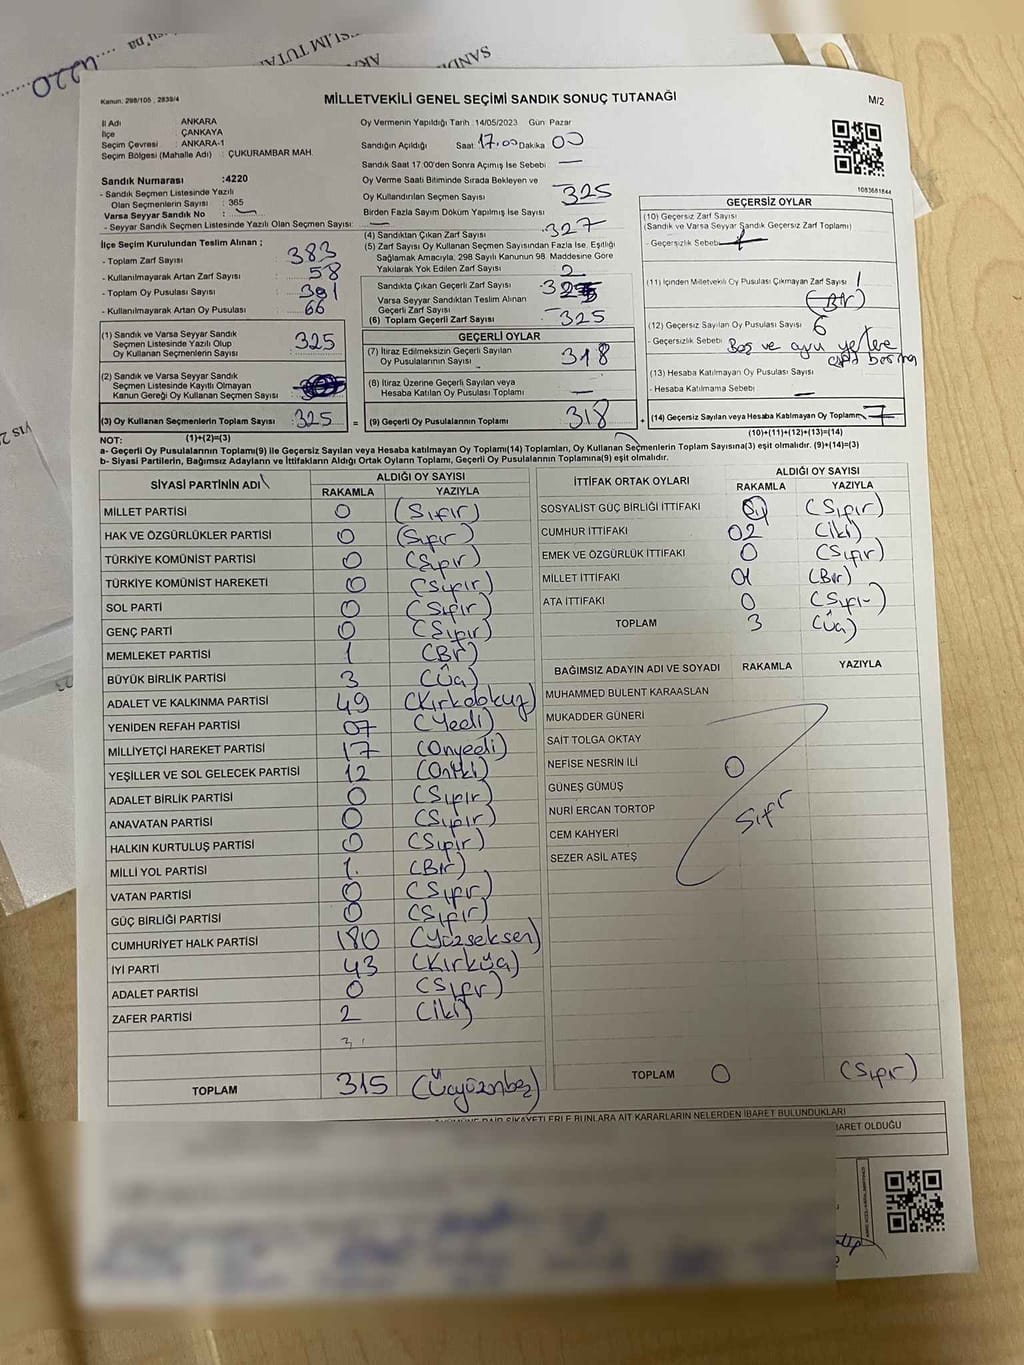 4220
SANDI
Kanun: 298/105 , 2839/4
MİLLETVEKİLİ GENEL SEÇİMİ SANDIK SONUÇ TUTANAĞI
M/2
İl Adı ANKARA
İlçe ÇANKAYA
Seçim Çevresi : ANKARA-1
Seçim Bölgesi (Mahalle Adı) : ÇUKURAMBAR MAH.
Sandık Numarası :4220
- Sandık Seçmen Listesinde Yazılı
Olan Seçmenlerin Sayısı : 365
Varsa Seyyar Sandık No : —
- Seyyar Sandık Seçmen Listesinde Yazılı Olan Seçmen Sayısı: —
İlçe Seçim Kurulundan Teslim Alınan ;
- Toplam Zarf Sayısı : 383
- Kullanılmayarak Artan Zarf Sayısı : 58
- Toplam Oy Pusulası Sayısı : 391
- Kullanılmayarak Artan Oy Pusulası : 66
(1) Sandık ve Varsa Seyyar Sandık
Seçmen Listesinde Yazılı Olup
Oy Kullanan Seçmenlerin Sayısı : 325
(2) Sandık ve Varsa Seyyar Sandık
Seçmen Listesinde Kayıtlı Olmayan
Kanun Gereği Oy Kullanan Seçmen Sayısı
(3) Oy Kullanan Seçmenlerin Toplam Sayısı : 325 =
Oy Vermenin Yapıldığı Tarih : 14/05/2023 Gün : Pazar
Sandığın Açıldığı Saat: 17.00 Dakika 00
Sandık Saat 17.00'den Sonra Açımış İse Sebebi : —
Oy Verme Saati Bitiminde Sırada Bekleyen ve
Oy Kullandırılan Seçmen Sayısı 325
Birden Fazla Sayım Döküm Yapılmış İse Sayısı
(4) Sandıktan Çıkan Zarf Sayısı 327
(5) Zarf Sayısı Oy Kullanan Seçmen Sayısından Fazla İse, Eşitliği
Sağlamak Amacıyla, 298 Sayılı Kanunun 98. Maddesine Göre
Yakılarak Yok Edilen Zarf Sayısı 2
Sandıkta Çıkan Geçerli Zarf Sayısı : 325
Varsa Seyyar Sandıktan Teslim Alınan
Geçerli Zarf Sayısı
(6) Toplam Geçerli Zarf Sayısı : 325
GEÇERLİ OYLAR
(7) İtiraz Edilmeksizin Geçerli Sayılan
Oy Pusulalarının Sayısı : 318
(8) İtiraz Üzerine Geçerli Sayılan veya
Hesaba Katılan Oy Pusulası Toplamı : —
(9) Geçerli Oy Pusulalarının Toplamı : 318 +
1083681844
GEÇERSİZ OYLAR
(10) Geçersiz Zarf Sayısı
(Sandık ve Varsa Seyyar Sandık Geçersiz Zarf Toplamı)
- Geçersizlik Sebebi
(11) İçinden Milletvekili Oy Pusulası Çıkmayan Zarf Sayısı 1
(Bir)
(12) Geçersiz Sayılan Oy Pusulası Sayısı 6
- Geçersizlik Sebebi : Boş ve ayrı yerlere
basma
(13) Hesaba Katılmayan Oy Pusulası Sayısı
- Hesaba Katılmama Sebebi : —
(14) Geçersiz Sayılan veya Hesaba Katılmayan Oy Toplamı 7
NOT: (1)+(2)=(3)
(10)+(11)+(12)+(13)=(14)
a- Geçerli Oy Pusulalarının Toplamı(9) ile Geçersiz Sayılan veya Hesaba katılmayan Oy Toplamı(14) Toplamları, Oy Kullanan Seçmenlerin Toplam Sayısına(3) eşit olmalıdır. (9)+(14)=(3)
b- Siyasi Partilerin, Bağımsız Adayların ve İttifakların Aldığı Ortak Oyların Toplamı, Geçerli Oy Pusulalarının Toplamına(9) eşit olmalıdır.
SİYASİ PARTİNİN ADI ALDIĞI OY SAYISI
RAKAMLA YAZIYLA
MİLLET PARTİSİ 0 (Sıfır)
HAK VE ÖZGÜRLÜKLER PARTİSİ 0 (Sıfır)
TÜRKİYE KOMÜNİST PARTİSİ 0 (Sıfır)
TÜRKİYE KOMÜNİST HAREKETİ 0 (Sıfır)
SOL PARTİ 0 (Sıfır)
GENÇ PARTİ 0 (Sıfır)
MEMLEKET PARTİSİ 1 (Bir)
BÜYÜK BİRLİK PARTİSİ 3 (Üç)
ADALET VE KALKINMA PARTİSİ 49 (Kırkdokuz)
YENİDEN REFAH PARTİSİ 07 (Yedi)
MİLLİYETÇİ HAREKET PARTİSİ 17 (Onyedi)
YEŞİLLER VE SOL GELECEK PARTİSİ 12 (Oniki)
ADALET BİRLİK PARTİSİ 0 (Sıfır)
ANAVATAN PARTİSİ 0 (Sıfır)
HALKIN KURTULUŞ PARTİSİ 0 (Sıfır)
MİLLİ YOL PARTİSİ 1. (Bir)
VATAN PARTİSİ 0 (Sıfır)
GÜÇ BİRLİĞİ PARTİSİ 0 (Sıfır)
CUMHURİYET HALK PARTİSİ 180 (Yüzseksen)
İYİ PARTİ 43 (Kırküç)
ADALET PARTİSİ 0 (Sıfır)
ZAFER PARTİSİ 2 (iki)
TOPLAM 315 (Üçyüzonbeş)
İTTİFAK ORTAK OYLARI ALDIĞI OY SAYISI
RAKAMLA YAZIYLA
SOSYALİST GÜÇ BİRLİĞİ İTTİFAKI (Sıfır)
CUMHUR İTTİFAKI 02 (iki)
EMEK VE ÖZGÜRLÜK İTTİFAKI 0 (Sıfır)
MİLLET İTTİFAKI 01 (Bir)
ATA İTTİFAKI 0 (Sıfır)
TOPLAM 3 (Üç)
BAĞIMSIZ ADAYIN ADI VE SOYADI RAKAMLA YAZIYLA
MUHAMMED BÜLENT KARAASLAN
MUKADDER GÜNERİ
SAİT TOLGA OKTAY
NEFİSE NESRİN İLİ 0
GÜNEŞ GÜMÜŞ
NURİ ERCAN TORTOP Sıfır
CEM KAHYERİ
SEZER ASİL ATEŞ
TOPLAM 0 (Sıfır)
ŞİKAYETLERLE BUNLARA AİT KARARLARIN NELERDEN İBARET BULUNDUKLARI
İBARET OLDUĞU